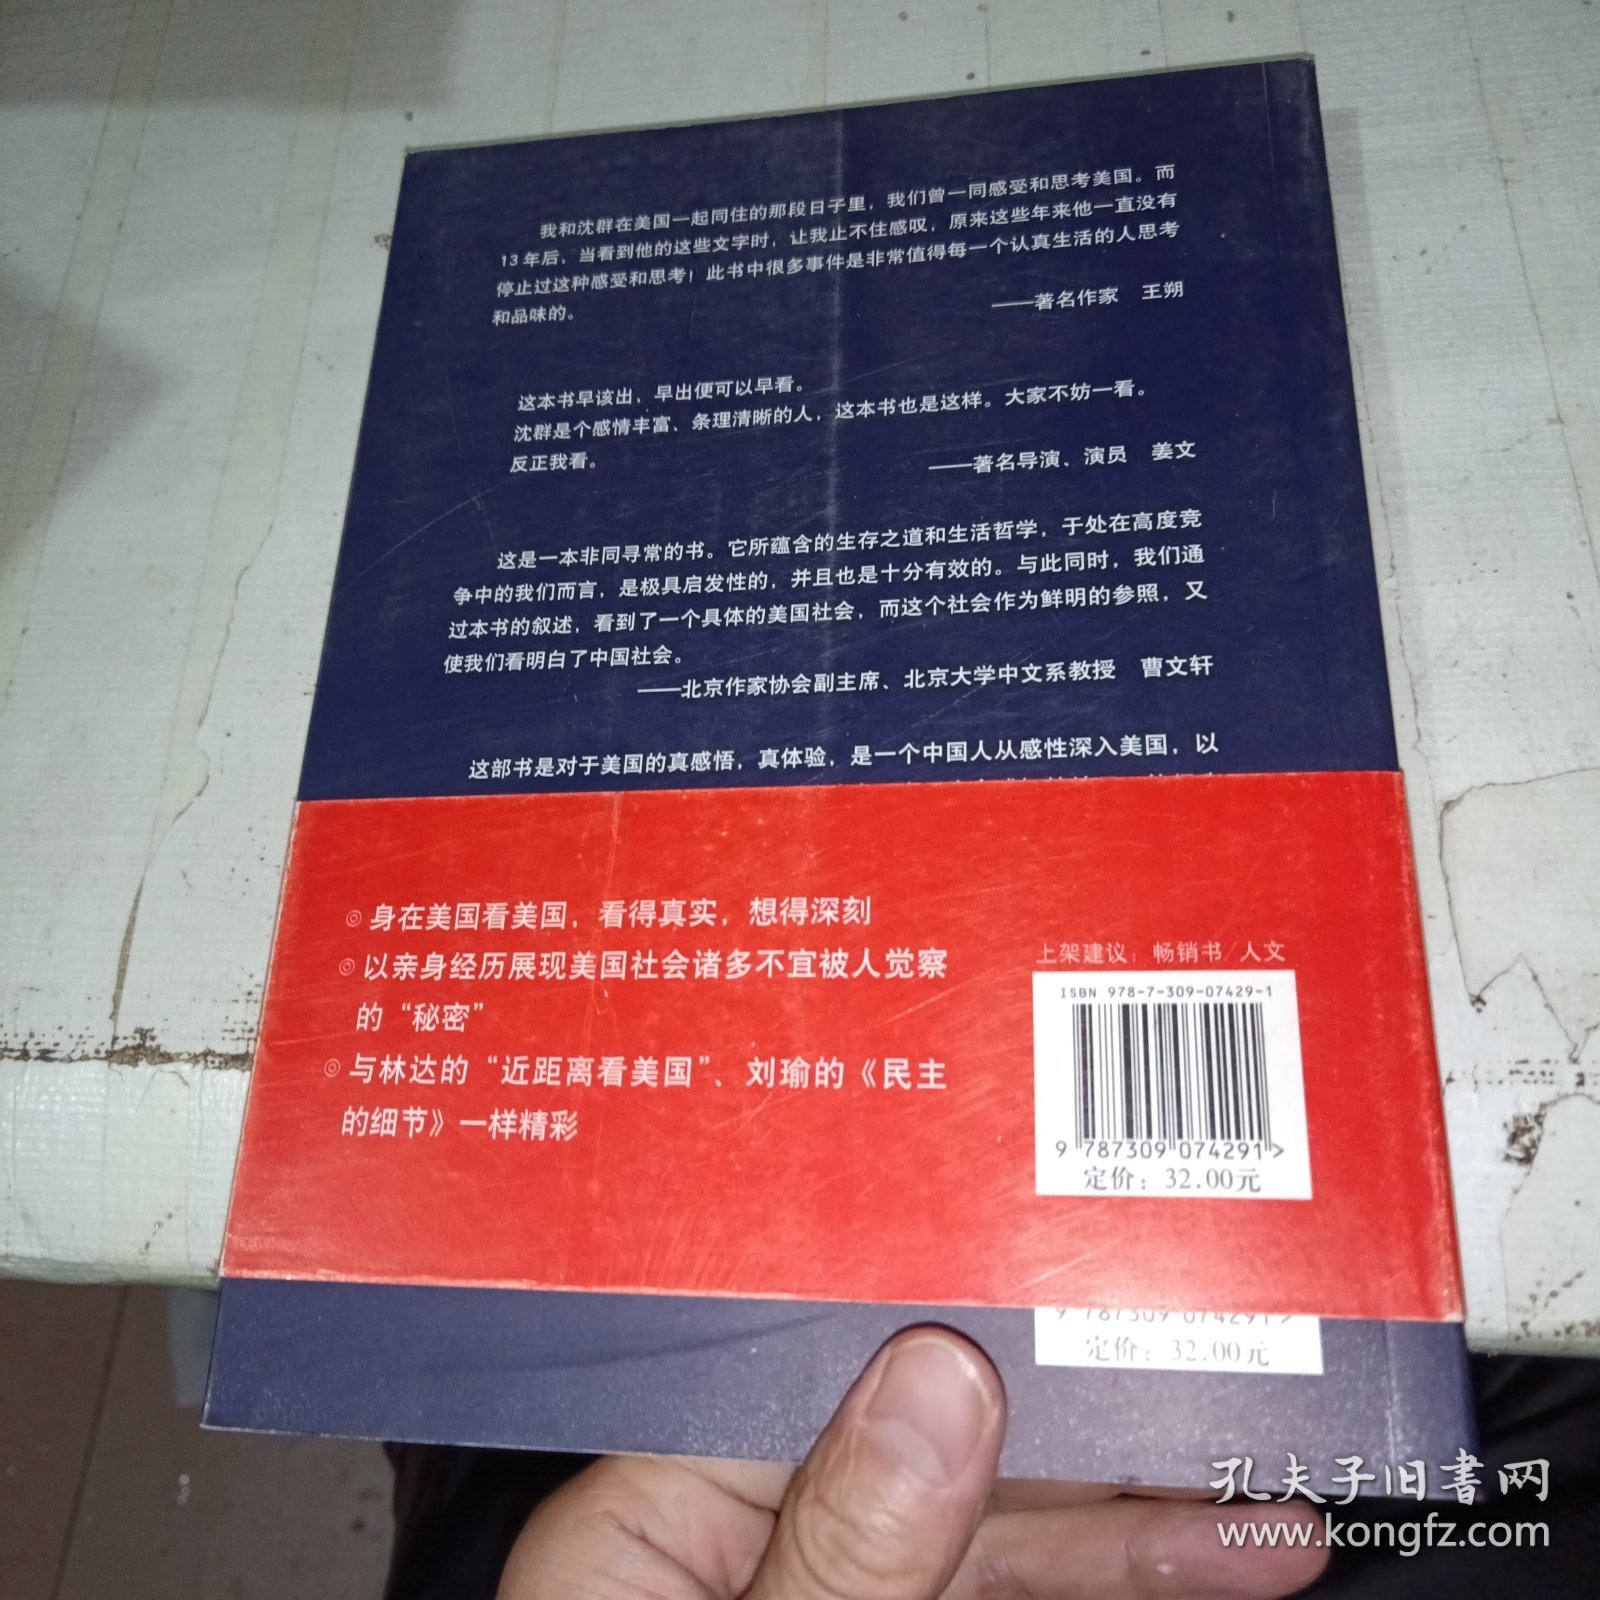 我和沈群在美国一起同住的那段日子里，我们曾一同感受和思考美国。而
13年后，当看到他的这些文字时，让我止不住感叹，原来这些年来他一直没有
停止过这种感受和思考！此书中很多事件是非常值得每一个认真生活的人思考
和品味的。
——著名作家 王朔
这本书早该出，早出便可以早看。
沈群是个感情丰富、条理清晰的人，这本书也是这样。大家不妨一看。
反正我看。
——著名导演、演员 姜文
这是一本非同寻常的书。它所蕴含的生存之道和生活哲学，于处在高度竞
争中的我们而言，是极具启发性的，并且也是十分有效的。与此同时，我们通
过本书的叙述，看到了一个具体的美国社会，而这个社会作为鲜明的参照，又
使我们看明白了中国社会。
——北京作家协会副主席、北京大学中文系教授 曹文轩
这部书是对于美国的真感悟，真体验，是一个中国人从感性深入美国，以
◎身在美国看美国，看得真实，想得深刻
◎以亲身经历展现美国社会诸多不宜被人觉察
的“秘密”
◎与林达的“近距离看美国”、刘瑜的《民主
的细节》一样精彩
上架建议：畅销书/人文
ISBN 978-7-309-07429-1
9 787309 074291>
定价：32.00元
9 787309 074291>
定价：32.00元
孔夫子旧书网
www.kongfz.com